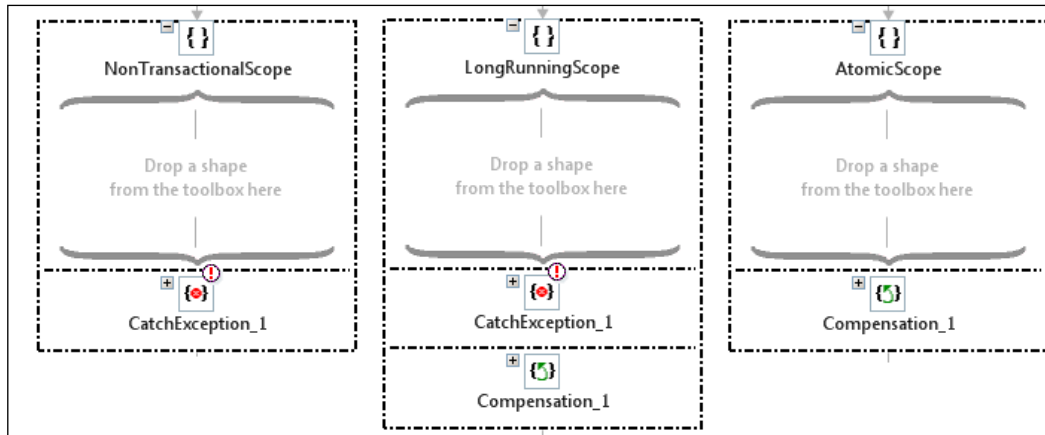 NonTransactionalScope
Drop a shape
from the toolbox here
CatchException_1
LongRunningScope
Drop a shape
from the toolbox here
CatchException_1
Compensation_1
AtomicScope
Drop a shape
from the toolbox here
Compensation_1